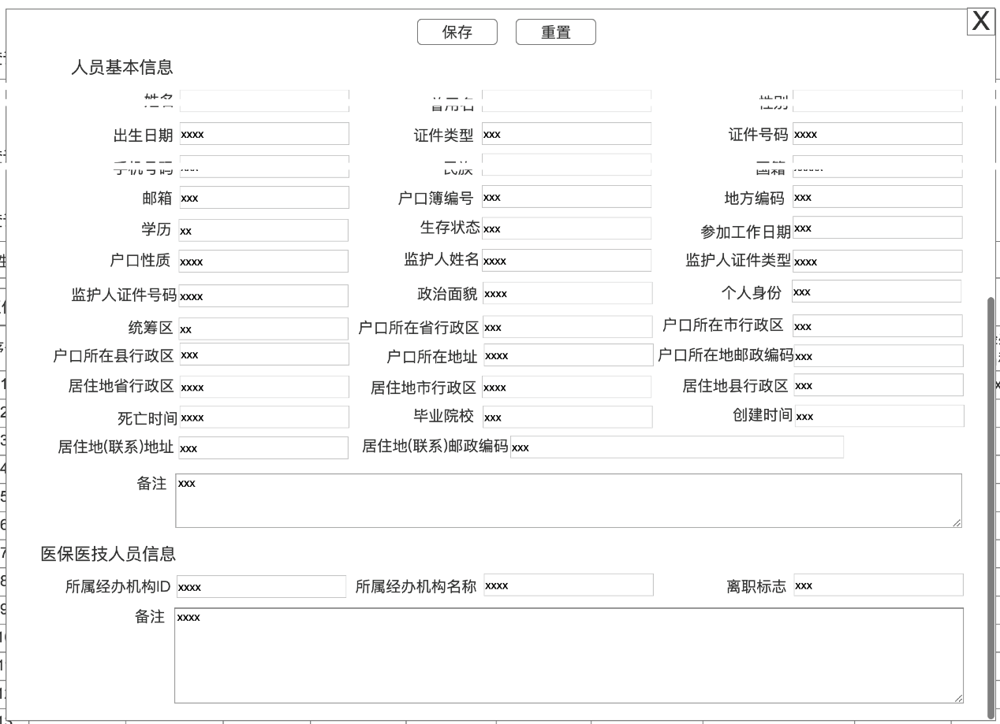 X
保存 重置
人员基本信息
姓名 曾用名 性别
出生日期 xxxx 证件类型 xxx 证件号码 xxxx
手机号码 民族 国籍
邮箱 xxx 户口簿编号 xxx 地方编码 xxx
学历 xx 生存状态 xxx 参加工作日期 xxx
户口性质 xxxx 监护人姓名 xxxx 监护人证件类型 xxxx
监护人证件号码 xxxx 政治面貌 xxxx 个人身份 xxx
统筹区 xx 户口所在省行政区 xxx 户口所在市行政区 xxx
户口所在县行政区 xxx 户口所在地址 xxxx 户口所在地邮政编码 xxx
居住地省行政区 xxxx 居住地市行政区 xxxx 居住地县行政区 xxx
死亡时间 xxxx 毕业院校 xxx 创建时间 xxx
居住地(联系)地址 xxx 居住地(联系)邮政编码 xxx
备注 xxx
医保医技人员信息
所属经办机构ID xxxx 所属经办机构名称 xxxx 离职标志 xxx
备注 xxxx